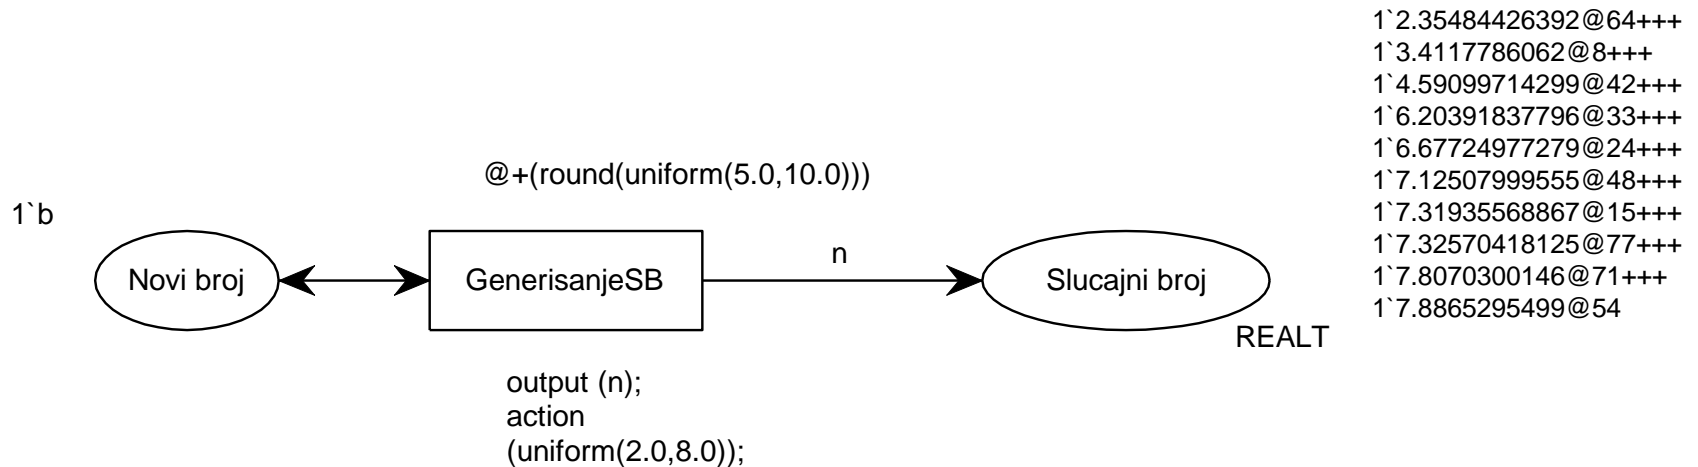 1`2.35484426392@64+++
1`3.4117786062@8+++
1`4.59099714299@42+++
1`6.20391837796@33+++
1`6.67724977279@24+++
1`7.12507999555@48+++
1`7.31935568867@15+++
1`7.32570418125@77+++
1`7.8070300146@71+++
1`7.8865295499@54
@+(round(uniform(5.0,10.0)))
1`b
Novi broj
GenerisanjeSB
n
Slucajni broj
REALT
output (n);
action
(uniform(2.0,8.0));